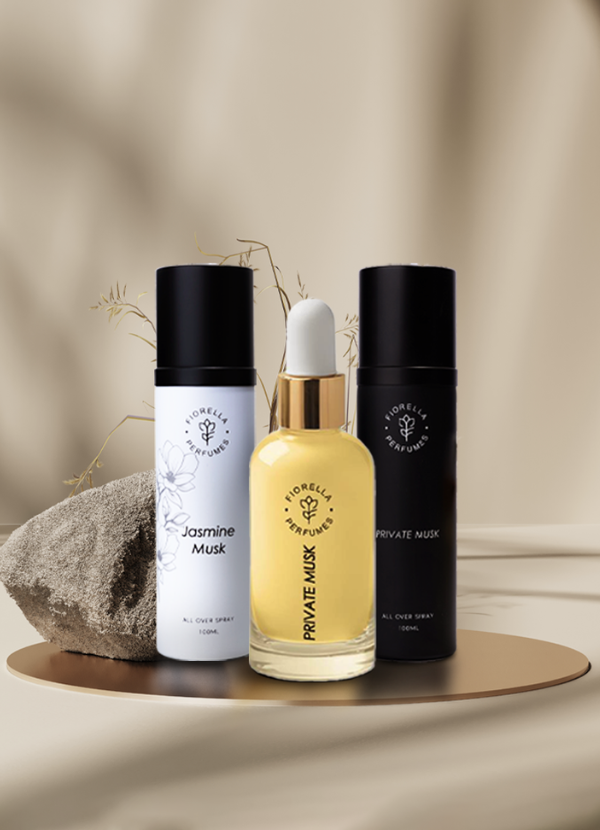 FIORELLA
PERFUMES
Jasmine
Musk
ALL OVER SPRAY
100ML
FIORELLA
PERFUMES
PRIVATE MUSK
FIORELLA
PERFUMES
PRIVATE MUSK
ALL OVER SPRAY
100ML